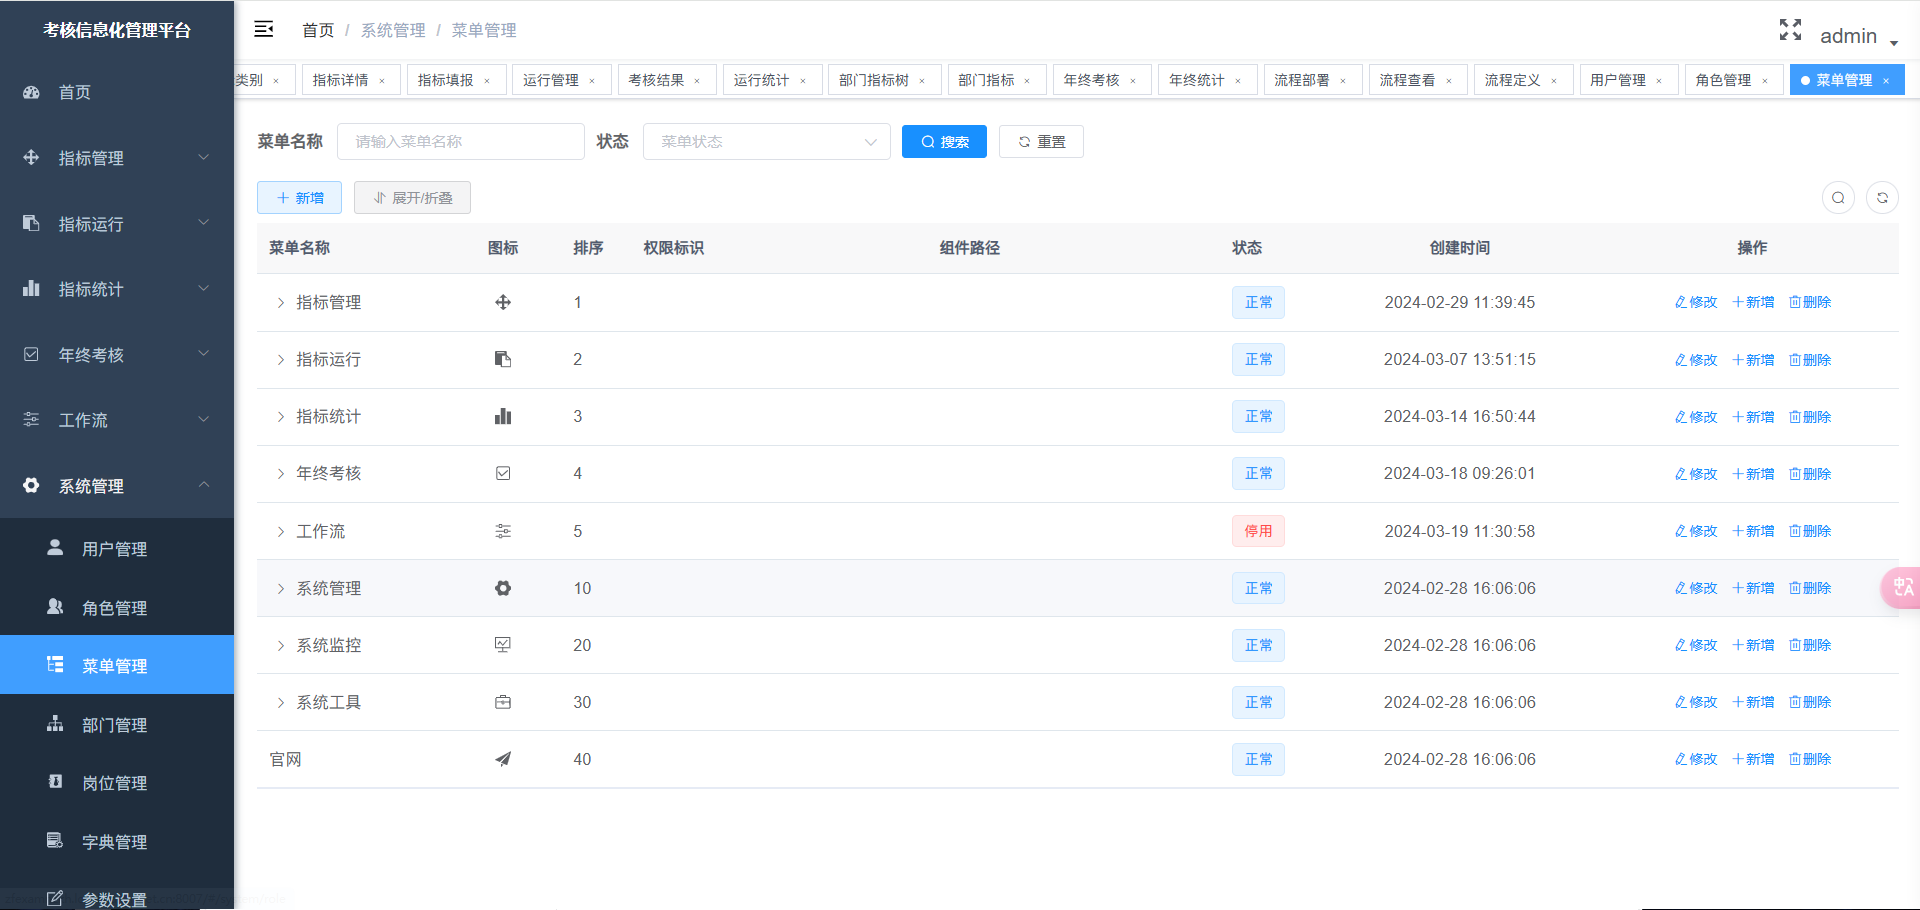 考核信息化管理平台
首页
指标管理
指标运行
指标统计
年终考核
工作流
系统管理
用户管理
角色管理
菜单管理
部门管理
岗位管理
字典管理
参数设置
首页 / 系统管理 / 菜单管理
admin
类别 × 指标详情 × 指标填报 × 运行管理 × 考核结果 × 运行统计 × 部门指标树 × 部门指标 × 年终考核 × 年终统计 × 流程部署 × 流程查看 × 流程定义 × 用户管理 × 角色管理 × 菜单管理 ×
菜单名称 请输入菜单名称 状态 菜单状态 搜索 重置
新增 展开/折叠
菜单名称 图标 排序 权限标识 组件路径 状态 创建时间 操作
指标管理 1 正常 2024-02-29 11:39:45 修改 新增 删除
指标运行 2 正常 2024-03-07 13:51:15 修改 新增 删除
指标统计 3 正常 2024-03-14 16:50:44 修改 新增 删除
年终考核 4 正常 2024-03-18 09:26:01 修改 新增 删除
工作流 5 停用 2024-03-19 11:30:58 修改 新增 删除
系统管理 10 正常 2024-02-28 16:06:06 修改 新增 删除
系统监控 20 正常 2024-02-28 16:06:06 修改 新增 删除
系统工具 30 正常 2024-02-28 16:06:06 修改 新增 删除
官网 40 正常 2024-02-28 16:06:06 修改 新增 删除